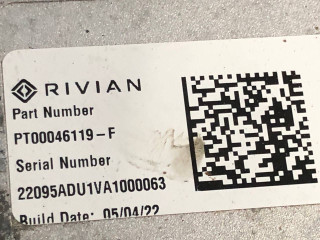 RIVIAN
Part Number
PT00046119-F
Serial Number
22095ADU1VA1000063
Build Date: 05/04/22